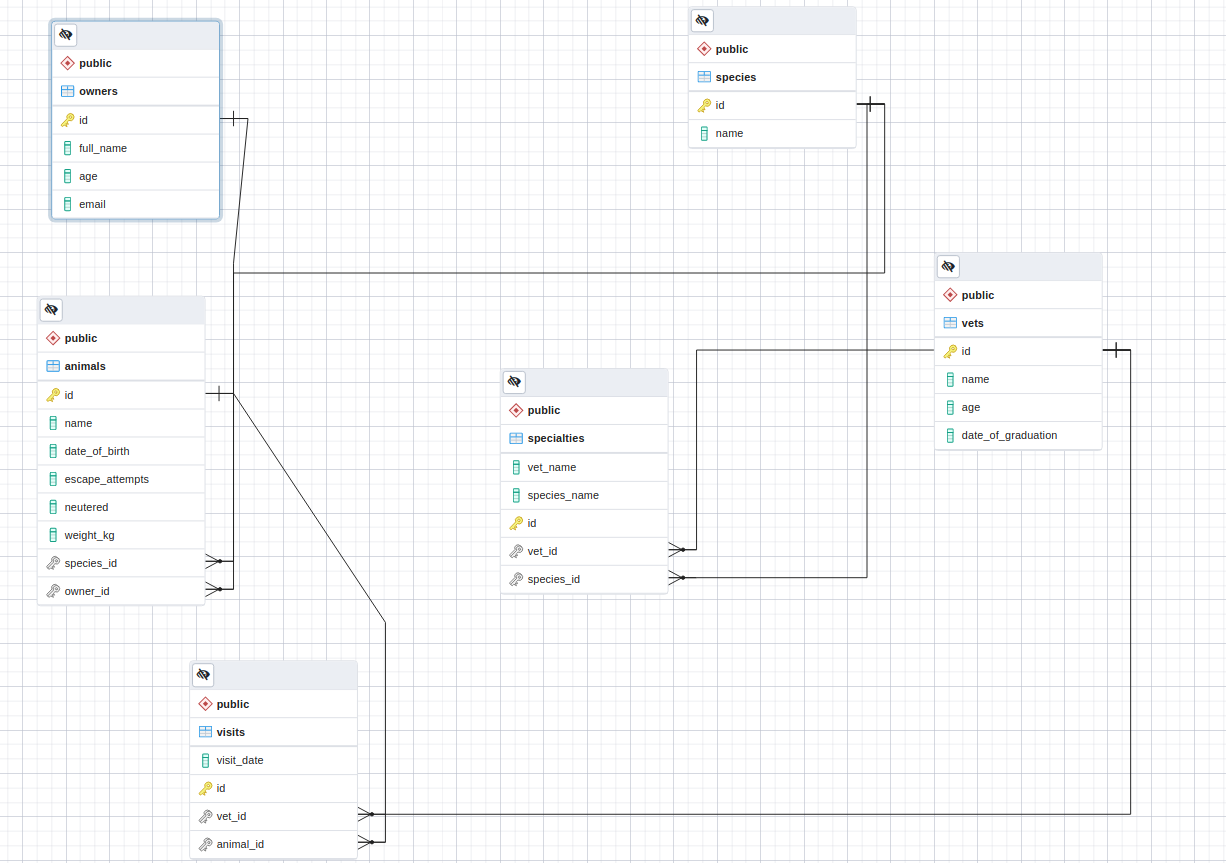 public
owners
id
full_name
age
email
public
species
id
name
public
animals
id
name
date_of_birth
escape_attempts
neutered
weight_kg
species_id
owner_id
public
specialties
vet_name
species_name
id
vet_id
species_id
public
vets
id
name
age
date_of_graduation
public
visits
visit_date
id
vet_id
animal_id